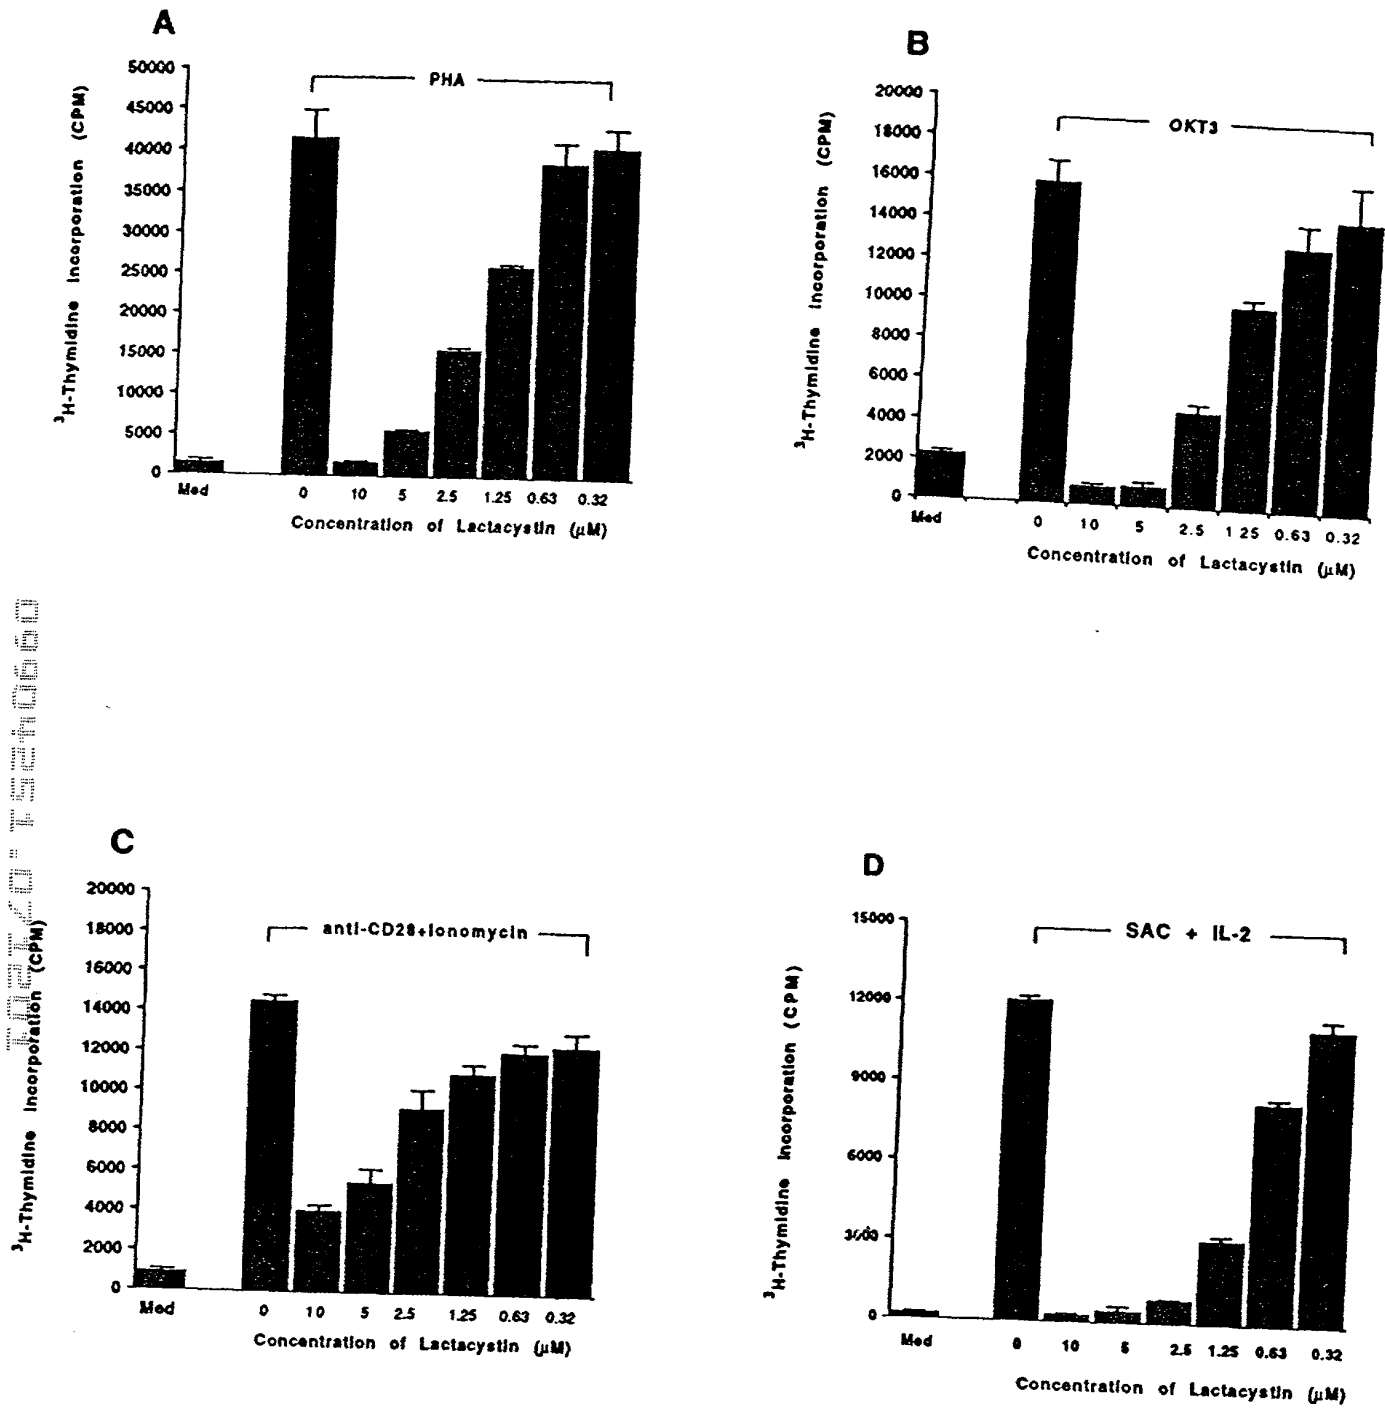 A
PHA
50000
45000
40000
35000
30000
25000
20000
15000
10000
5000
0
³H-Thymidine Incorporation (CPM)
Med 0 10 5 2.5 1.25 0.63 0.32
Concentration of Lactacystin (μM)
B
OKT3
20000
18000
16000
14000
12000
10000
8000
6000
4000
2000
0
³H-Thymidine Incorporation (CPM)
Med 0 10 5 2.5 1 25 0.63 0.32
Concentration of Lactacystin (μM)
C
anti-CD28+ionomycin
20000
18000
16000
14000
12000
10000
8000
6000
4000
2000
0
³H-Thymidine Incorporation (CPM)
Med 0 10 5 2.5 1.25 0.63 0.32
Concentration of Lactacystin (μM)
D
SAC + IL-2
15000
12000
9000
6000
3000
0
³H-Thymidine Incorporation (CPM)
Med 0 10 5 2.5 1.25 0.63 0.32
Concentration of Lactacystin (μM)